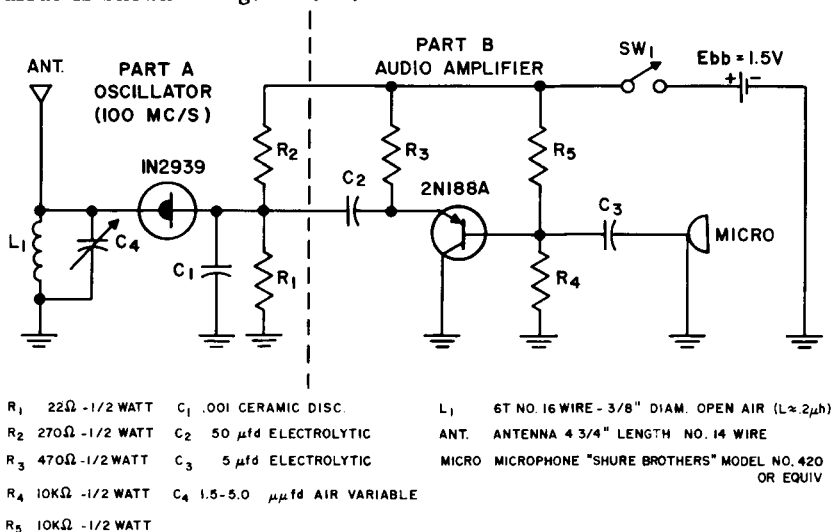 ANT.
PART A
OSCILLATOR
(100 MC/S)
PART B
AUDIO AMPLIFIER
SW1
Ebb = 1.5V
+ -
IN2939
R2
R3
R5
C2
2N188A
C3
L1
C4
C1
R1
R4
MICRO
R1 22Ω -1/2 WATT C1 .001 CERAMIC DISC. L1 6T NO. 16 WIRE - 3/8" DIAM. OPEN AIR (L≈.2μh)
R2 270Ω -1/2 WATT C2 50 μfd ELECTROLYTIC ANT. ANTENNA 4 3/4" LENGTH NO. 14 WIRE
R3 470Ω -1/2 WATT C3 5 μfd ELECTROLYTIC MICRO MICROPHONE "SHURE BROTHERS" MODEL NO. 420
OR EQUIV
R4 10KΩ -1/2 WATT C4 1.5-5.0 μμfd AIR VARIABLE
R5 10KΩ -1/2 WATT